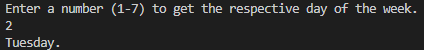 Enter a number (1-7) to get the respective day of the week.
2
Tuesday.